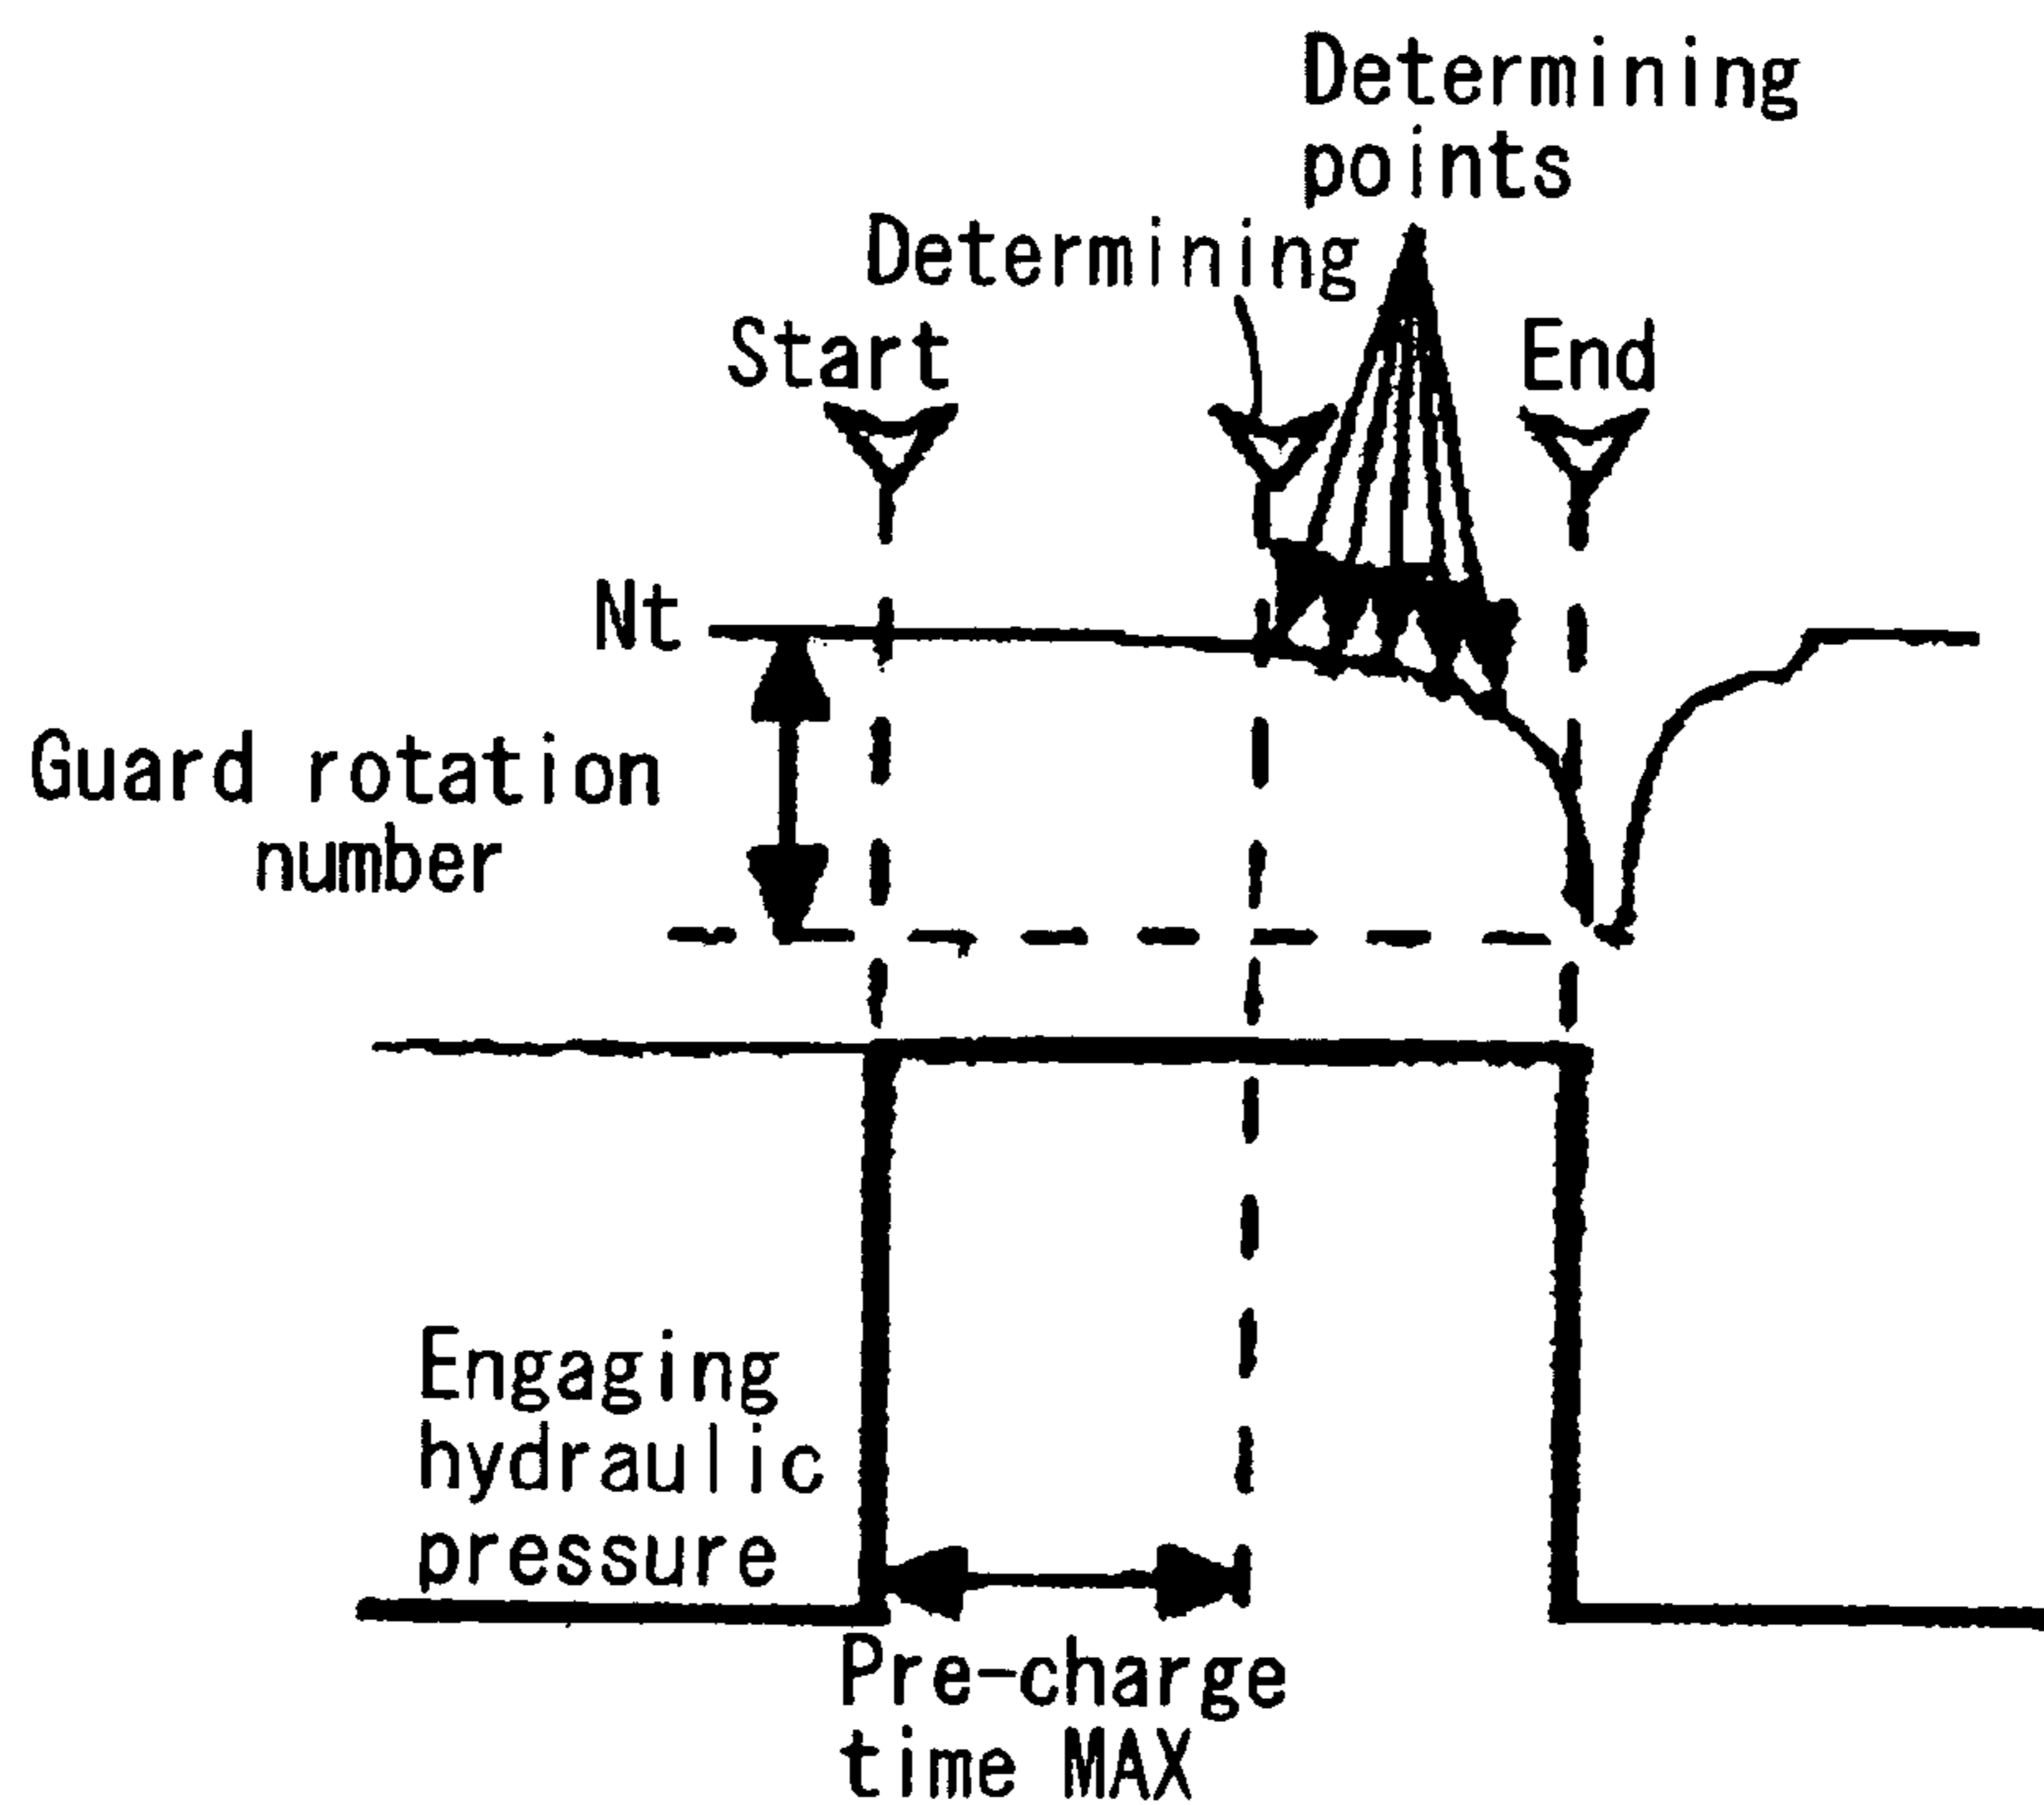 Determining
points
Determining
Start
End
Nt
Guard rotation
number
Engaging
hydraulic
pressure
Pre-charge
time MAX